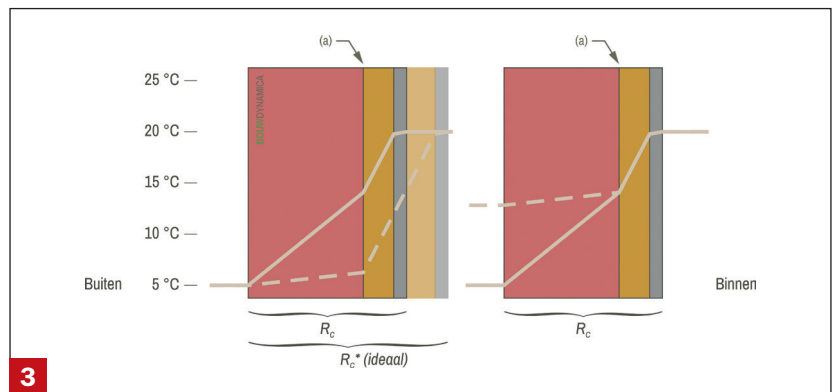 (a)
(a)
25 °C
20 °C
15 °C
10 °C
5 °C
BOUWDYNAMICA
Buiten
Binnen
Rc
Rc
Rc* (ideaal)
3